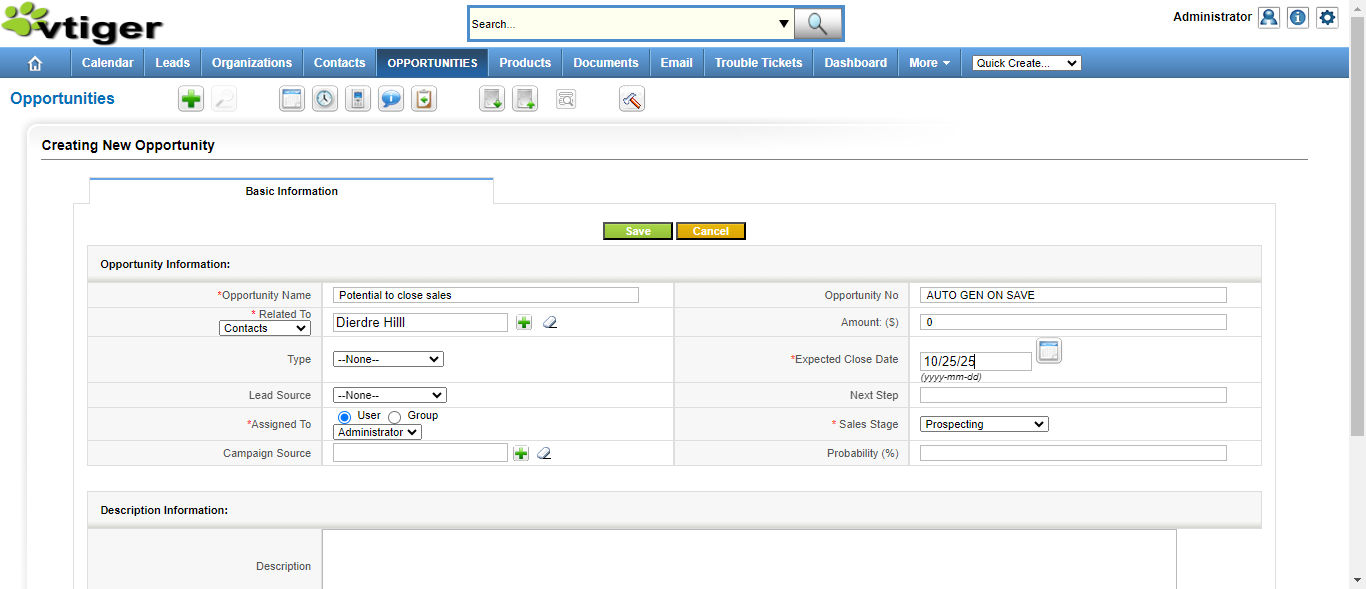 vtiger
Search...
Administrator
Calendar Leads Organizations Contacts OPPORTUNITIES Products Documents Email Trouble Tickets Dashboard More Quick Create...
Opportunities
Creating New Opportunity
Basic Information
Save Cancel
Opportunity Information:
*Opportunity Name Potential to close sales Opportunity No AUTO GEN ON SAVE
* Related To
Contacts Dierdre Hilll Amount: ($) 0
Type --None-- *Expected Close Date 10/25/25
(yyyy-mm-dd)
Lead Source --None-- Next Step
*Assigned To User Group
Administrator * Sales Stage Prospecting
Campaign Source Probability (%)
Description Information:
Description